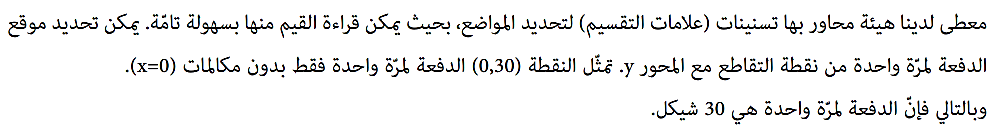 معطى لدينا هيئة محاور بها تسنينات (علامات التقسيم) لتحديد المواضع، بحيث يمكن قراءة القيم منها بسهولة تامّة. يمكن تحديد موقع
الدفعة لمرّة واحدة من نقطة التقاطع مع المحور y. تمثّل النقطة (0,30) الدفعة لمرّة واحدة فقط بدون مكالمات (x=0).
وبالتالي فإنّ الدفعة لمرّة واحدة هي 30 شيكل.